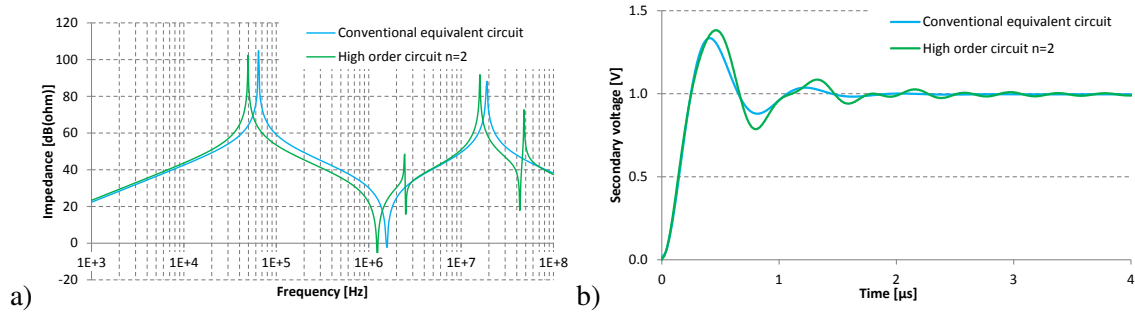 120
100
80
60
40
20
0
-20
Impedance [dB(ohm)]
Conventional equivalent circuit
High order circuit n=2
1E+3
1E+4
1E+5
1E+6
1E+7
1E+8
Frequency [Hz]
a)
1.5
1.0
0.5
0.0
Secondary voltage [V]
Conventional equivalent circuit
High order circuit n=2
0
1
2
3
4
Time [µs]
b)